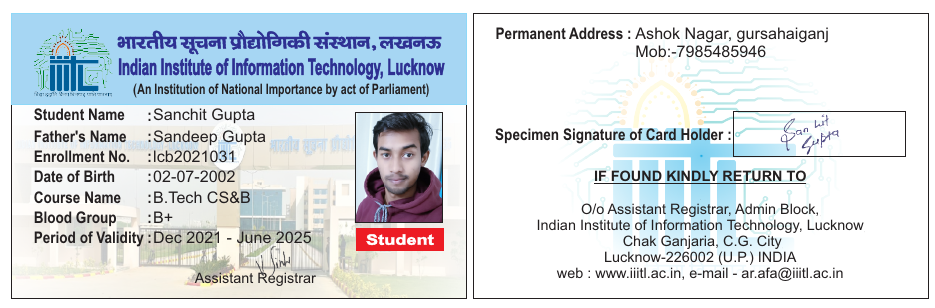 भारतीय सूचना प्रौद्योगिकी संस्थान, लखनऊ
IIITL
Indian Institute of Information Technology, Lucknow
(An Institution of National Importance by act of Parliament)
Student Name : Sanchit Gupta
Father's Name : Sandeep Gupta
Enrollment No. : lcb2021031
Date of Birth : 02-07-2002
Course Name : B.Tech CS&B
Blood Group : B+
Period of Validity : Dec 2021 - June 2025
Student
Assistant Registrar
Permanent Address : Ashok Nagar, gursahaiganj
Mob:-7985485946
Specimen Signature of Card Holder :
Sanchit
Gupta
IF FOUND KINDLY RETURN TO
O/o Assistant Registrar, Admin Block,
Indian Institute of Information Technology, Lucknow
Chak Ganjaria, C.G. City
Lucknow-226002 (U.P.) INDIA
web : www.iiitl.ac.in, e-mail - ar.afa@iiitl.ac.in